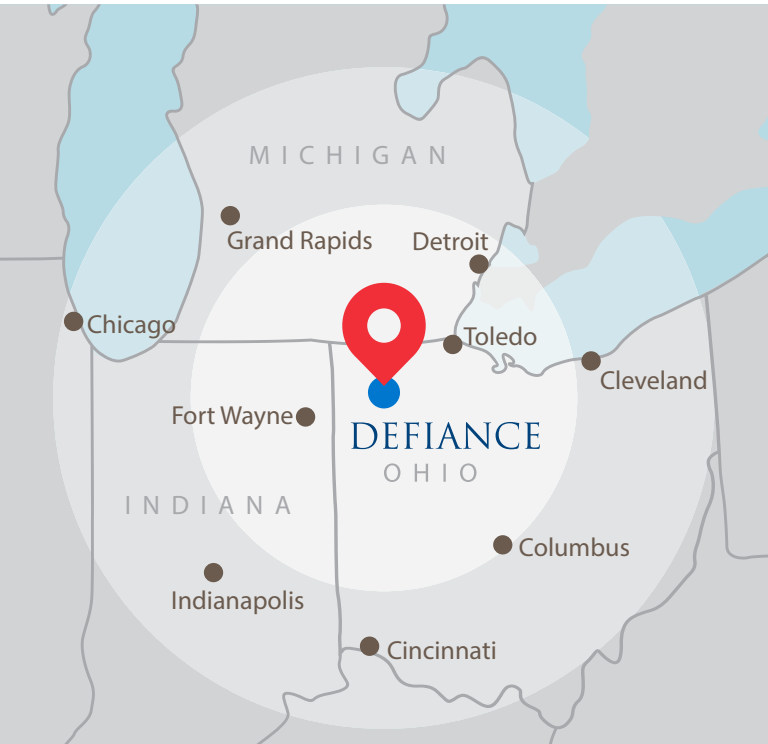 MICHIGAN
Grand Rapids
Detroit
Chicago
Toledo
Cleveland
Fort Wayne
DEFIANCE
OHIO
INDIANA
Columbus
Indianapolis
Cincinnati